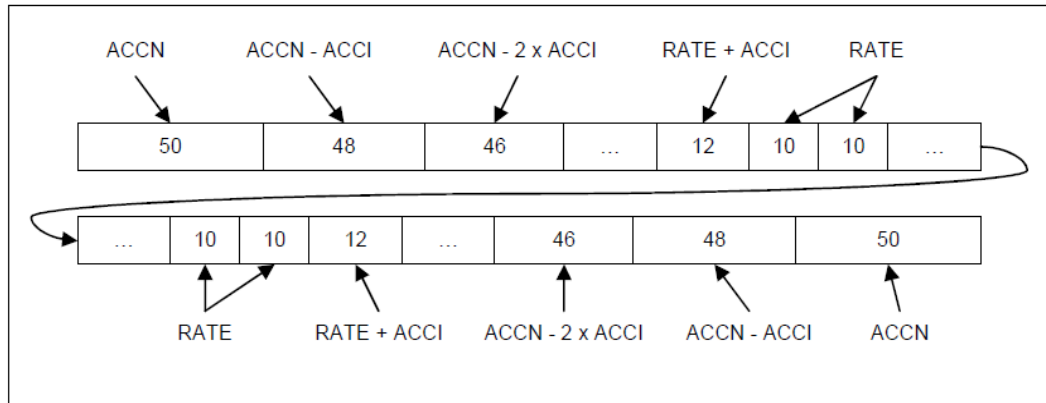 ACCN ACCN - ACCI ACCN - 2 x ACCI RATE + ACCI RATE
50 48 46 ... 12 10 10 ...
... 10 10 12 ... 46 48 50
RATE RATE + ACCI ACCN - 2 x ACCI ACCN - ACCI ACCN